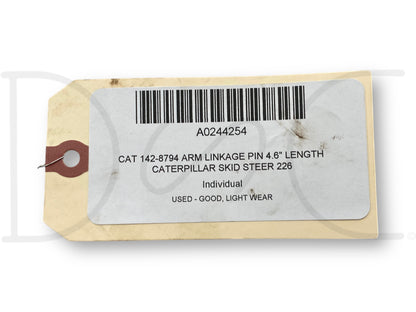 A0244254
CAT 142-8794 ARM LINKAGE PIN 4.6" LENGTH
CATERPILLAR SKID STEER 226
Individual
USED - GOOD, LIGHT WEAR